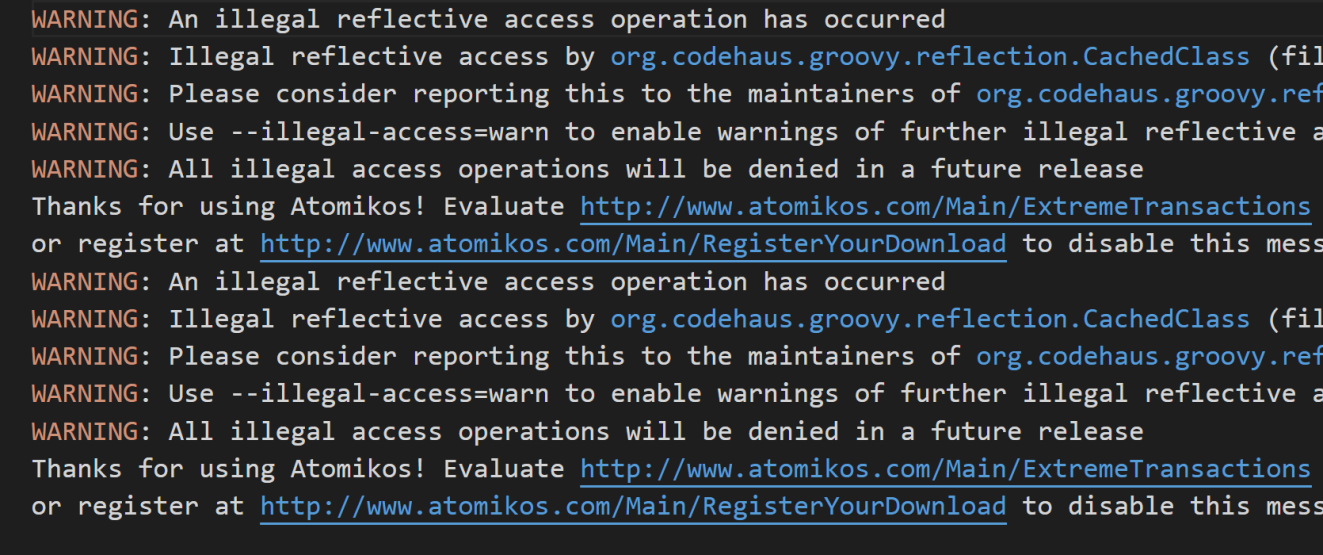 WARNING: An illegal reflective access operation has occurred
WARNING: Illegal reflective access by org.codehaus.groovy.reflection.CachedClass (fil
WARNING: Please consider reporting this to the maintainers of org.codehaus.groovy.ref
WARNING: Use --illegal-access=warn to enable warnings of further illegal reflective a
WARNING: All illegal access operations will be denied in a future release
Thanks for using Atomikos! Evaluate http://www.atomikos.com/Main/ExtremeTransactions
or register at http://www.atomikos.com/Main/RegisterYourDownload to disable this mess
WARNING: An illegal reflective access operation has occurred
WARNING: Illegal reflective access by org.codehaus.groovy.reflection.CachedClass (fil
WARNING: Please consider reporting this to the maintainers of org.codehaus.groovy.ref
WARNING: Use --illegal-access=warn to enable warnings of further illegal reflective a
WARNING: All illegal access operations will be denied in a future release
Thanks for using Atomikos! Evaluate http://www.atomikos.com/Main/ExtremeTransactions
or register at http://www.atomikos.com/Main/RegisterYourDownload to disable this mess